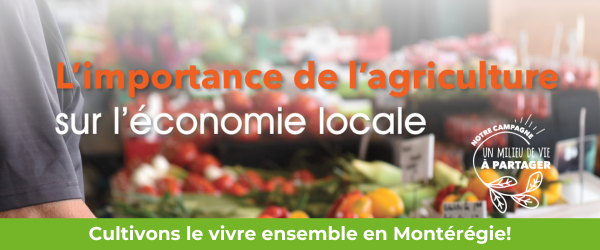 L’importance de l’agriculture
sur l’économie locale
NOTRE CAMPAGNE
UN MILIEU DE VIE
À PARTAGER
Cultivons le vivre ensemble en Montérégie!